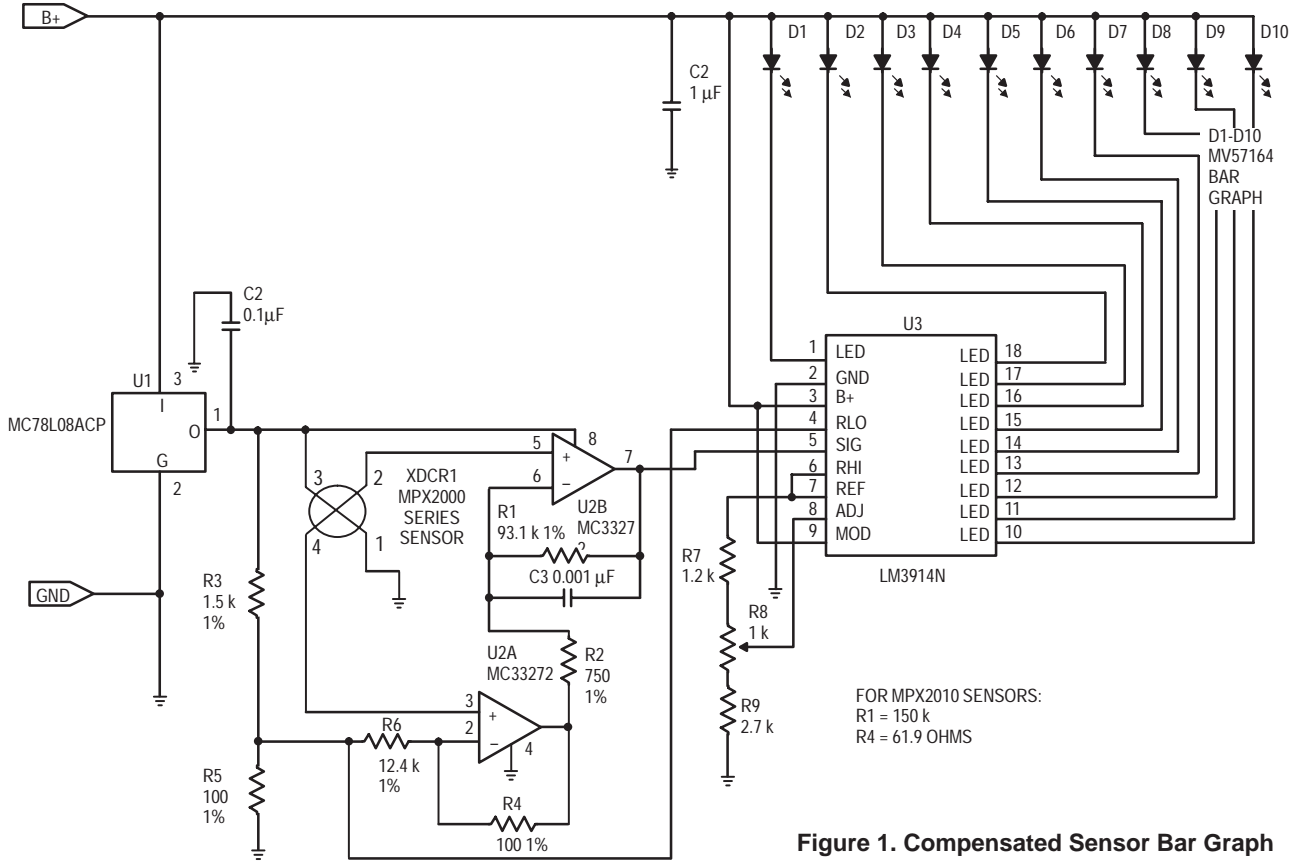 B+
D1
D2
D3
D4
D5
D6
D7
D8
D9
D10
C2
1 µF
D1-D10
MV57164
BAR
GRAPH
C2
0.1µF
U3
U1
3
I
MC78L08ACP
O
1
G
2
1
LED
LED
18
2
GND
LED
17
3
B+
LED
16
4
RLO
LED
15
5
SIG
LED
14
6
RHI
LED
13
7
REF
LED
12
8
ADJ
LED
11
9
MOD
LED
10
LM3914N
3
2
4
1
XDCR1
MPX2000
SERIES
SENSOR
5
+
6
–
8
7
U2B
MC3327
2
R1
93.1 k 1%
C3 0.001 µF
R7
1.2 k
R8
1 k
R9
2.7 k
R3
1.5 k
1%
GND
U2A
MC33272
R2
750
1%
3
+
2
–
4
R6
12.4 k
1%
R5
100
1%
R4
100 1%
FOR MPX2010 SENSORS:
R1 = 150 k
R4 = 61.9 OHMS
Figure 1. Compensated Sensor Bar Graph